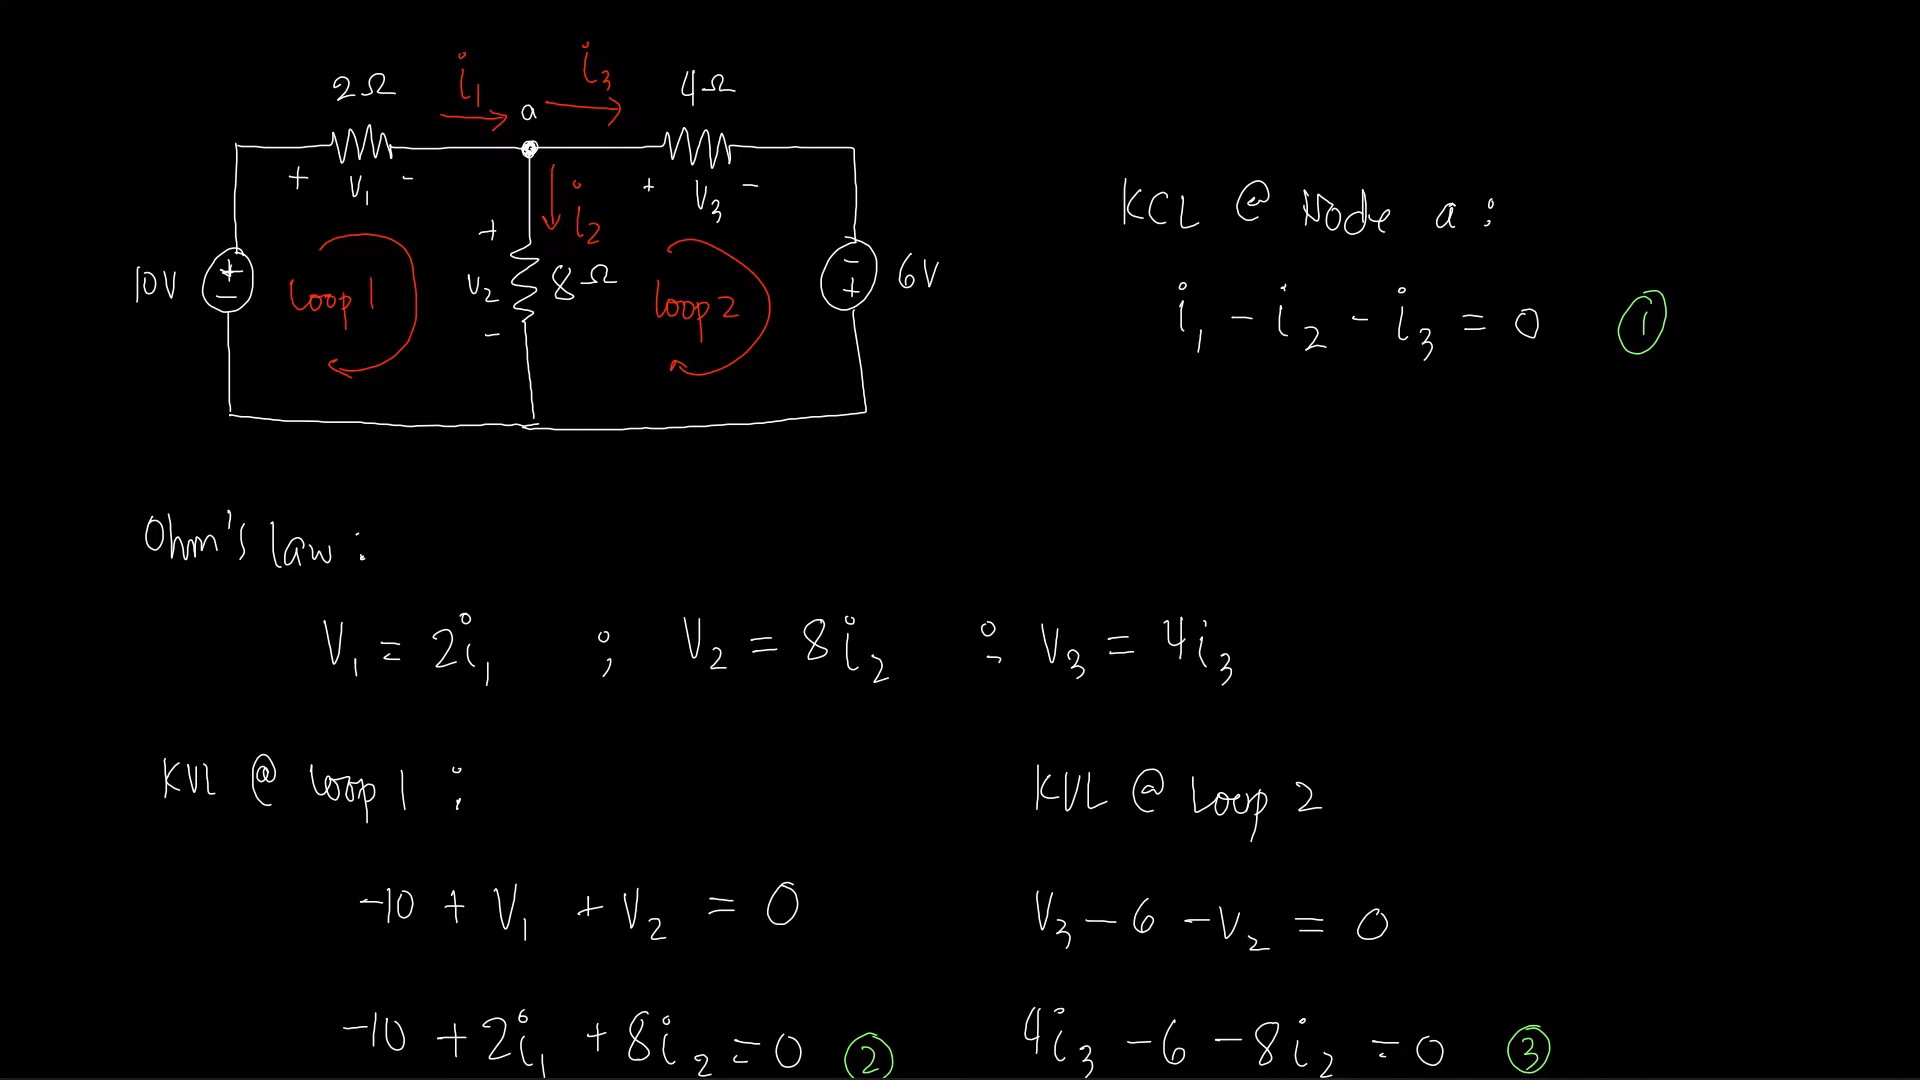 2Ω i₁ a i₃ 4Ω
+ V₁ - + V₃ -
10V + - loop 1 + V₂ - 8Ω i₂ loop 2 - + 6V
KCL @ Node a :
i₁ - i₂ - i₃ = 0 ①
Ohm's law :
V₁ = 2i₁ ; V₂ = 8i₂ ; V₃ = 4i₃
KVL @ loop 1 :
-10 + V₁ + V₂ = 0
-10 + 2i₁ + 8i₂ = 0 ②
KVL @ Loop 2
V₃ - 6 - V₂ = 0
4i₃ - 6 - 8i₂ = 0 ③